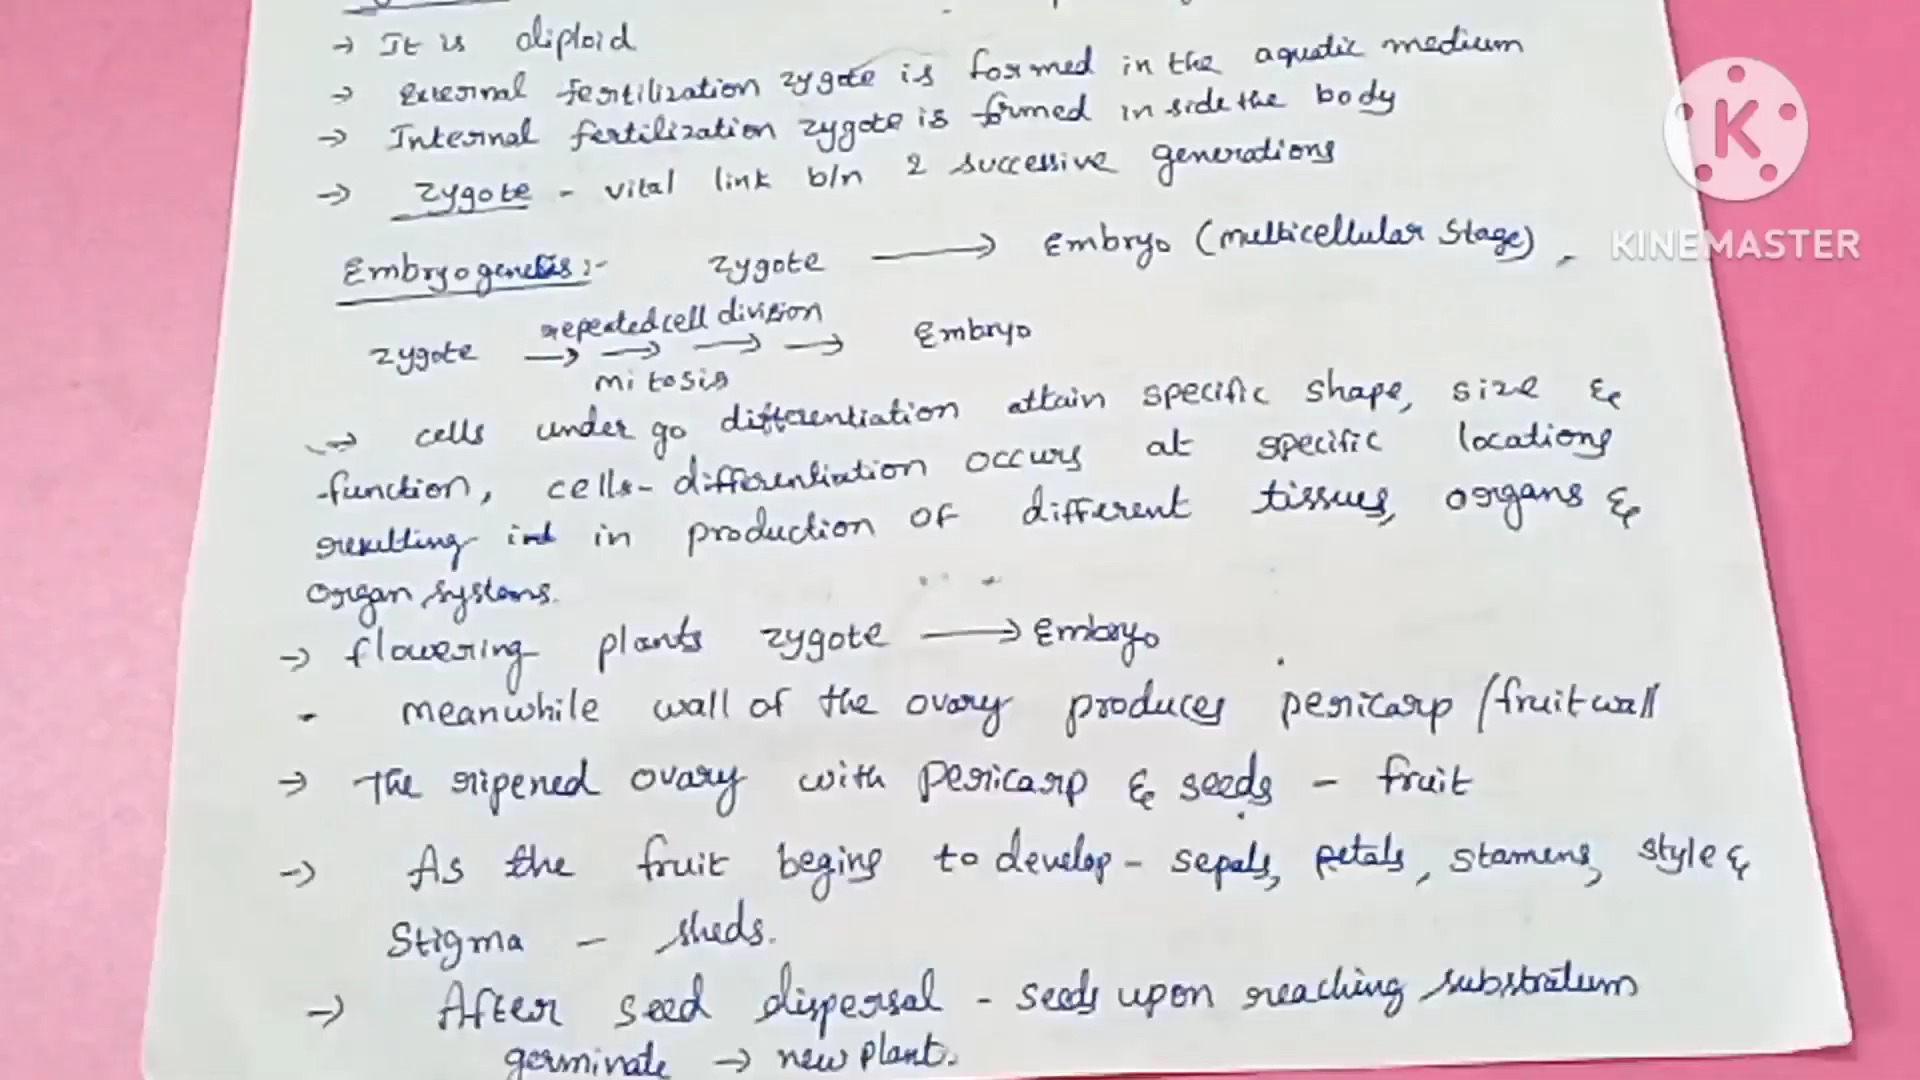 → It is diploid
→ External fertilization zygote is formed in the aquatic medium
→ Internal fertilization zygote is formed in side the body
→ Zygote - vital link b/n 2 successive generations
K
KINEMASTER
Embryogenesis :- Zygote → Embryo (multicellular stage)
repeated cell division
Zygote → → → → Embryo
mitosis
→ cells under go differentiation attain specific shape, size &
function, cells - differentiation occurs at specific locations
resulting in production of different tissues, organs &
organ systems.
→ flowering plants zygote → Embryo
- meanwhile wall of the ovary produces pericarp / fruit wall
→ The ripened ovary with pericarp & seeds - fruit
→ As the fruit begins to develop - sepals, petals, stamens, style &
Stigma - sheds.
→ After seed dispersal - seeds upon reaching substratum
germinate → new plant.